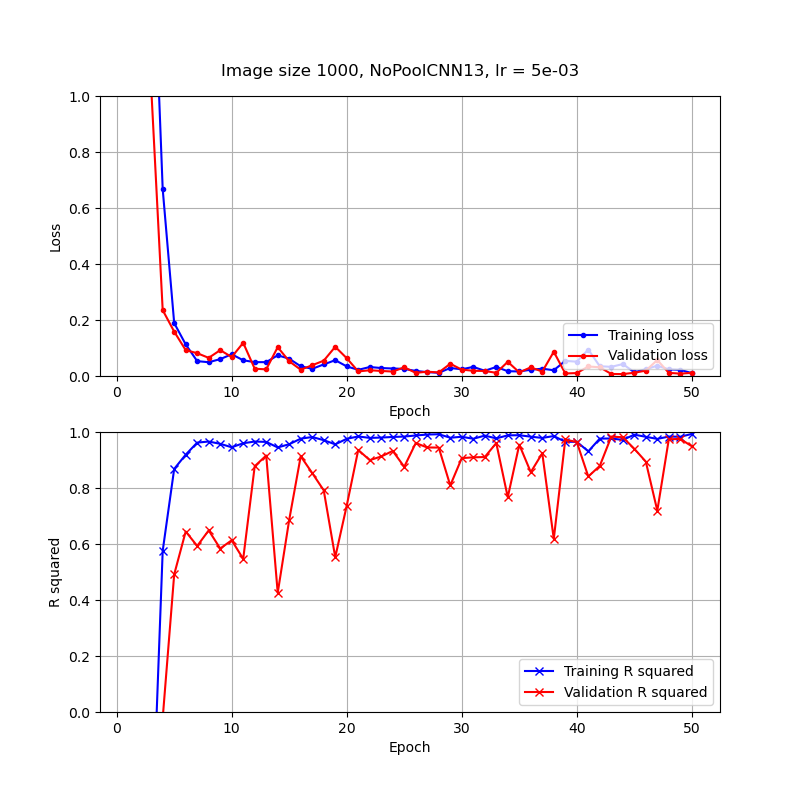 Image size 1000, NoPoolCNN13, lr = 5e-03
1.0
0.8
0.6
0.4
0.2
0.0
Loss
Training loss
Validation loss
0 10 20 30 40 50
Epoch
1.0
0.8
0.6
0.4
0.2
0.0
R squared
Training R squared
Validation R squared
0 10 20 30 40 50
Epoch